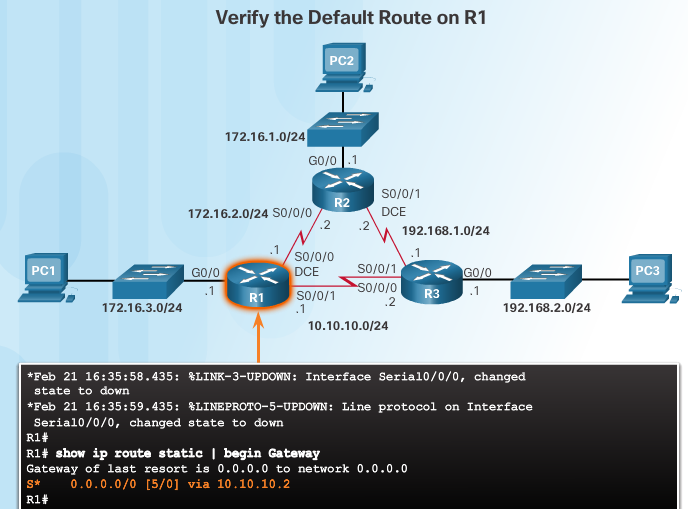 Verify the Default Route on R1
PC2
172.16.1.0/24
G0/0 .1
R2
S0/0/1
DCE
172.16.2.0/24 S0/0/0
.2
.2
192.168.1.0/24
.1
S0/0/0
DCE
.1
PC1
G0/0
.1
R1
S0/0/1
.1
S0/0/1
S0/0/0
.2
R3
G0/0
.1
PC3
172.16.3.0/24
192.168.2.0/24
10.10.10.0/24
*Feb 21 16:35:58.435: %LINK-3-UPDOWN: Interface Serial0/0/0, changed
state to down
*Feb 21 16:35:59.435: %LINEPROTO-5-UPDOWN: Line protocol on Interface
Serial0/0/0, changed state to down
R1#
R1# show ip route static | begin Gateway
Gateway of last resort is 0.0.0.0 to network 0.0.0.0
S* 0.0.0.0/0 [5/0] via 10.10.10.2
R1#